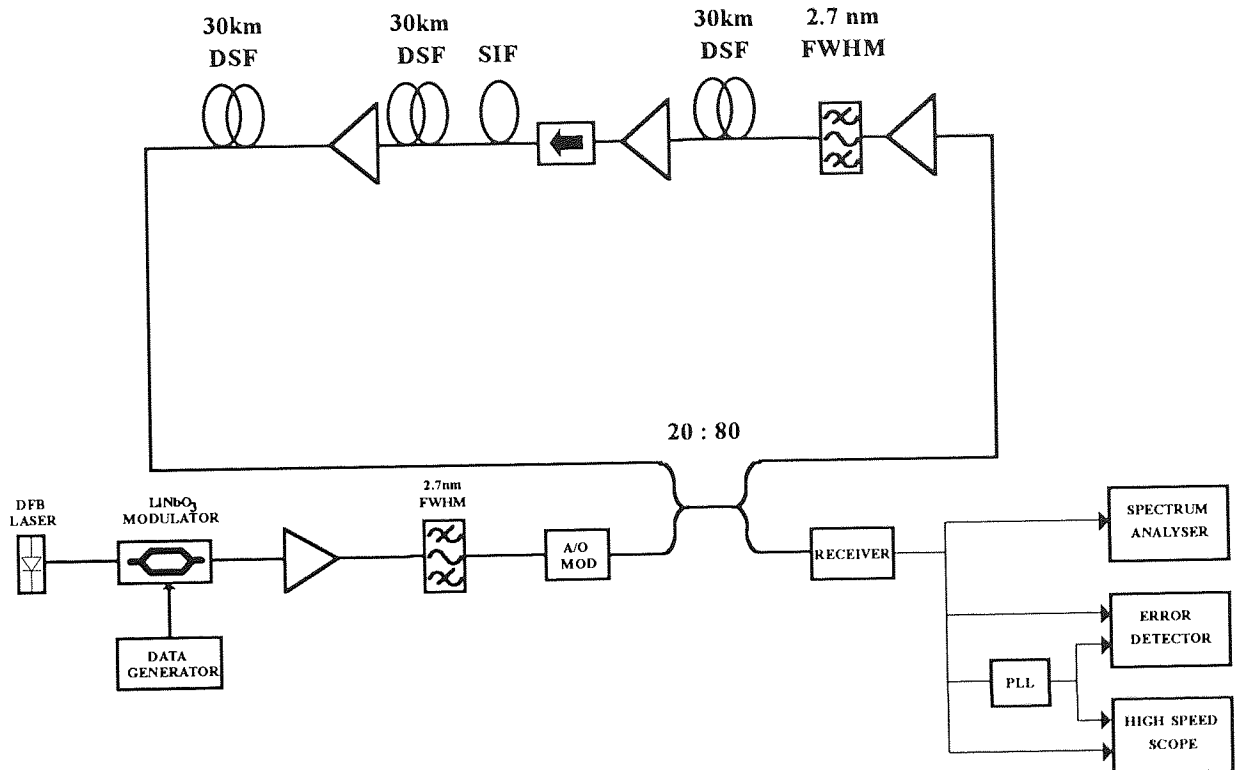 30km
DSF
30km
DSF
SIF
30km
DSF
2.7 nm
FWHM
20 : 80
DFB
LASER
LiNbO3
MODULATOR
2.7nm
FWHM
A/O
MOD
RECEIVER
SPECTRUM
ANALYSER
ERROR
DETECTOR
DATA
GENERATOR
PLL
HIGH SPEED
SCOPE